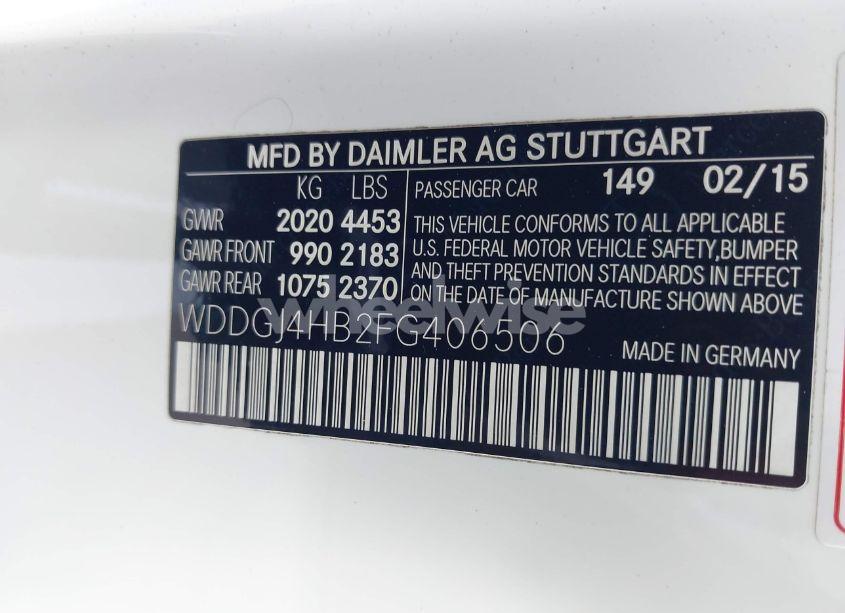 MFD BY DAIMLER AG STUTTGART
KG LBS
GVWR 2020 4453
GAWR FRONT 990 2183
GAWR REAR 1075 2370
PASSENGER CAR 149 02/15
THIS VEHICLE CONFORMS TO ALL APPLICABLE
U.S. FEDERAL MOTOR VEHICLE SAFETY,BUMPER
AND THEFT PREVENTION STANDARDS IN EFFECT
ON THE DATE OF MANUFACTURE SHOWN ABOVE
wheelwise
WDDGJ4HB2FG406506
MADE IN GERMANY